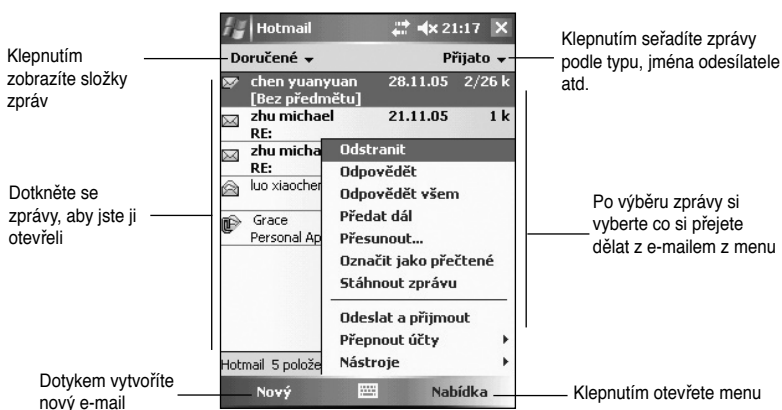 Hotmail 21:17
Doručené Přijato
chen yuanyuan 28.11.05 2/26 k
[Bez předmětu]
zhu michael 21.11.05 1 k
RE:
zhu micha
RE:
luo xiaocher
Grace
Personal Ap
Odstranit
Odpovědět
Odpovědět všem
Předat dál
Přesunout...
Označit jako přečtené
Stáhnout zprávu
Odeslat a přijmout
Přepnout účty
Nástroje
Hotmail 5 polože
Nový Nabídka
Klepnutím
zobrazíte složky
zpráv
Dotkněte se
zprávy, aby jste ji
otevřeli
Dotykem vytvoříte
nový e-mail
Klepnutím seřadíte zprávy
podle typu, jména odesílatele
atd.
Po výběru zprávy si
vyberte co si přejete
dělat z e-mailem z menu
Klepnutím otevřete menu